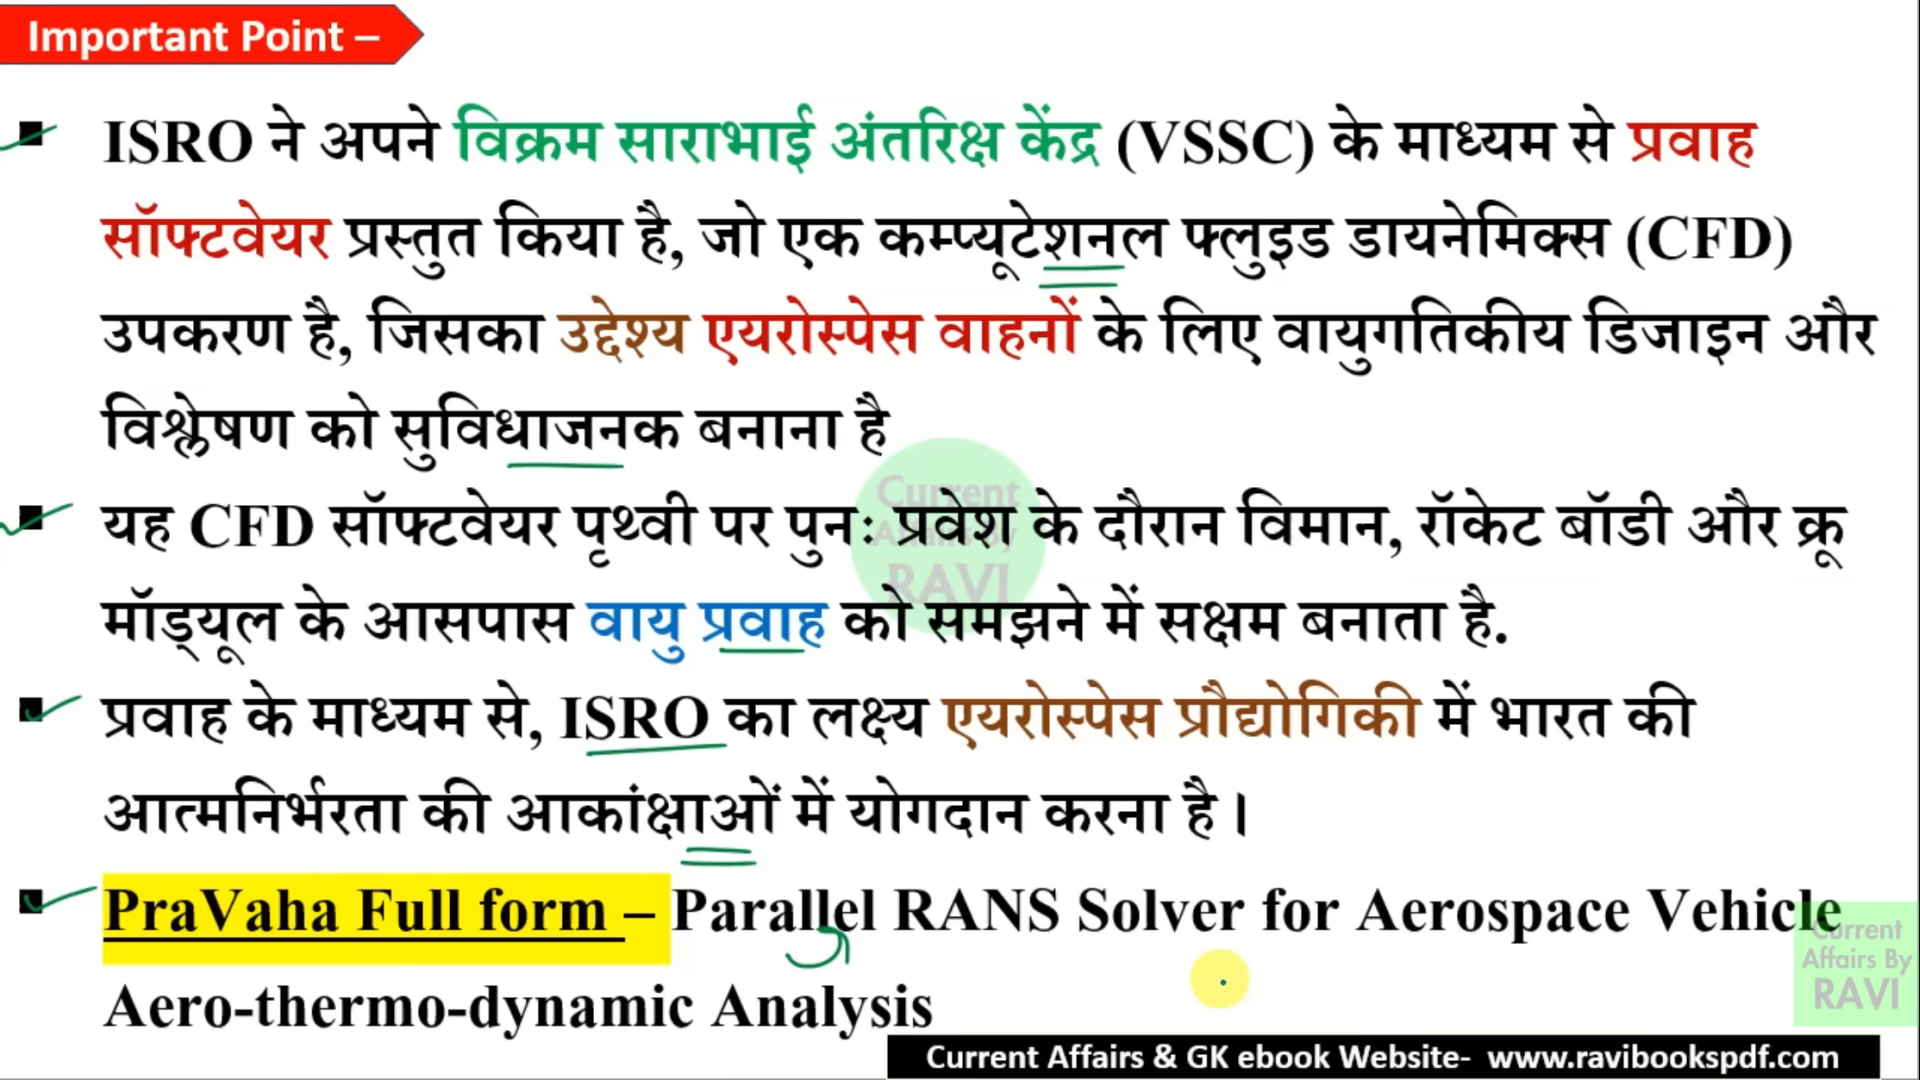 Important Point –
ISRO ने अपने विक्रम साराभाई अंतरिक्ष केंद्र (VSSC) के माध्यम से प्रवाह
सॉफ्टवेयर प्रस्तुत किया है, जो एक कम्प्यूटेशनल फ्लुइड डायनेमिक्स (CFD)
उपकरण है, जिसका उद्देश्य एयरोस्पेस वाहनों के लिए वायुगतिकीय डिजाइन और
विश्लेषण को सुविधाजनक बनाना है
यह CFD सॉफ्टवेयर पृथ्वी पर पुनः प्रवेश के दौरान विमान, रॉकेट बॉडी और क्रू
मॉड्यूल के आसपास वायु प्रवाह को समझने में सक्षम बनाता है.
प्रवाह के माध्यम से, ISRO का लक्ष्य एयरोस्पेस प्रौद्योगिकी में भारत की
आत्मनिर्भरता की आकांक्षाओं में योगदान करना है।
PraVaha Full form – Parallel RANS Solver for Aerospace Vehicle
Aero-thermo-dynamic Analysis
Current
Affairs By
RAVI
Current
Affairs By
RAVI
Current Affairs & GK ebook Website- www.ravibookspdf.com